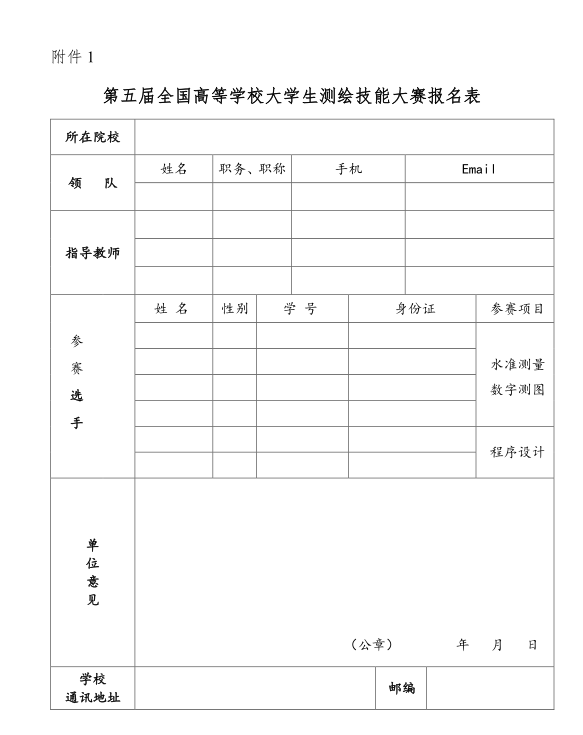 附件 1
第五届全国高等学校大学生测绘技能大赛报名表
所在院校
领 队
姓名 职务、职称 手机 Email
指导教师
参
赛
选
手
姓 名 性别 学 号 身份证 参赛项目
水准测量
数字测图
程序设计
单
位
意
见
（公章） 年 月 日
学校
通讯地址
邮编